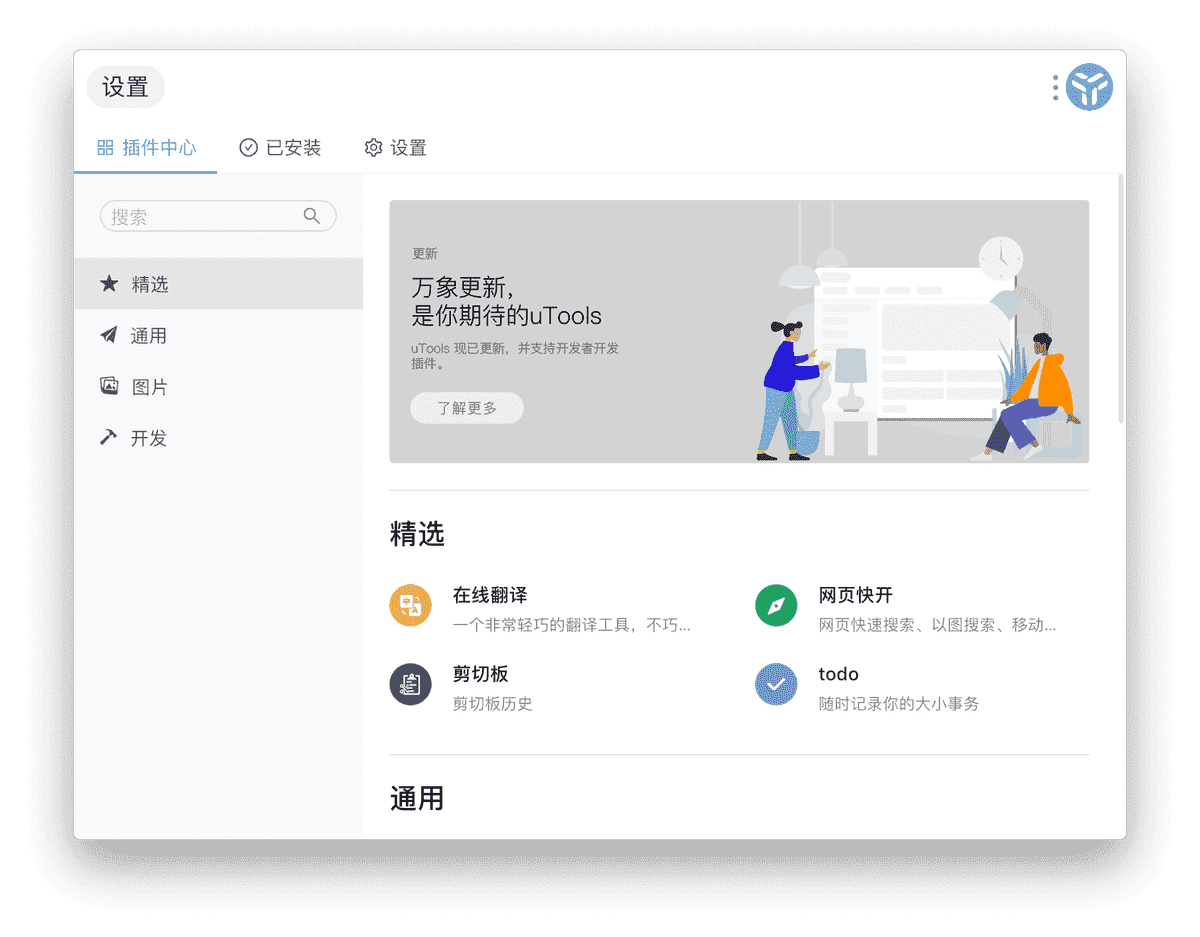 设置
插件中心
已安装
设置
搜索
精选
通用
图片
开发
更新
万象更新，
是你期待的uTools
uTools 现已更新，并支持开发者开发
插件。
了解更多
精选
在线翻译
一个非常轻巧的翻译工具，不巧...
网页快开
网页快速搜索、以图搜索、移动...
剪切板
剪切板历史
todo
随时记录你的大小事务
通用